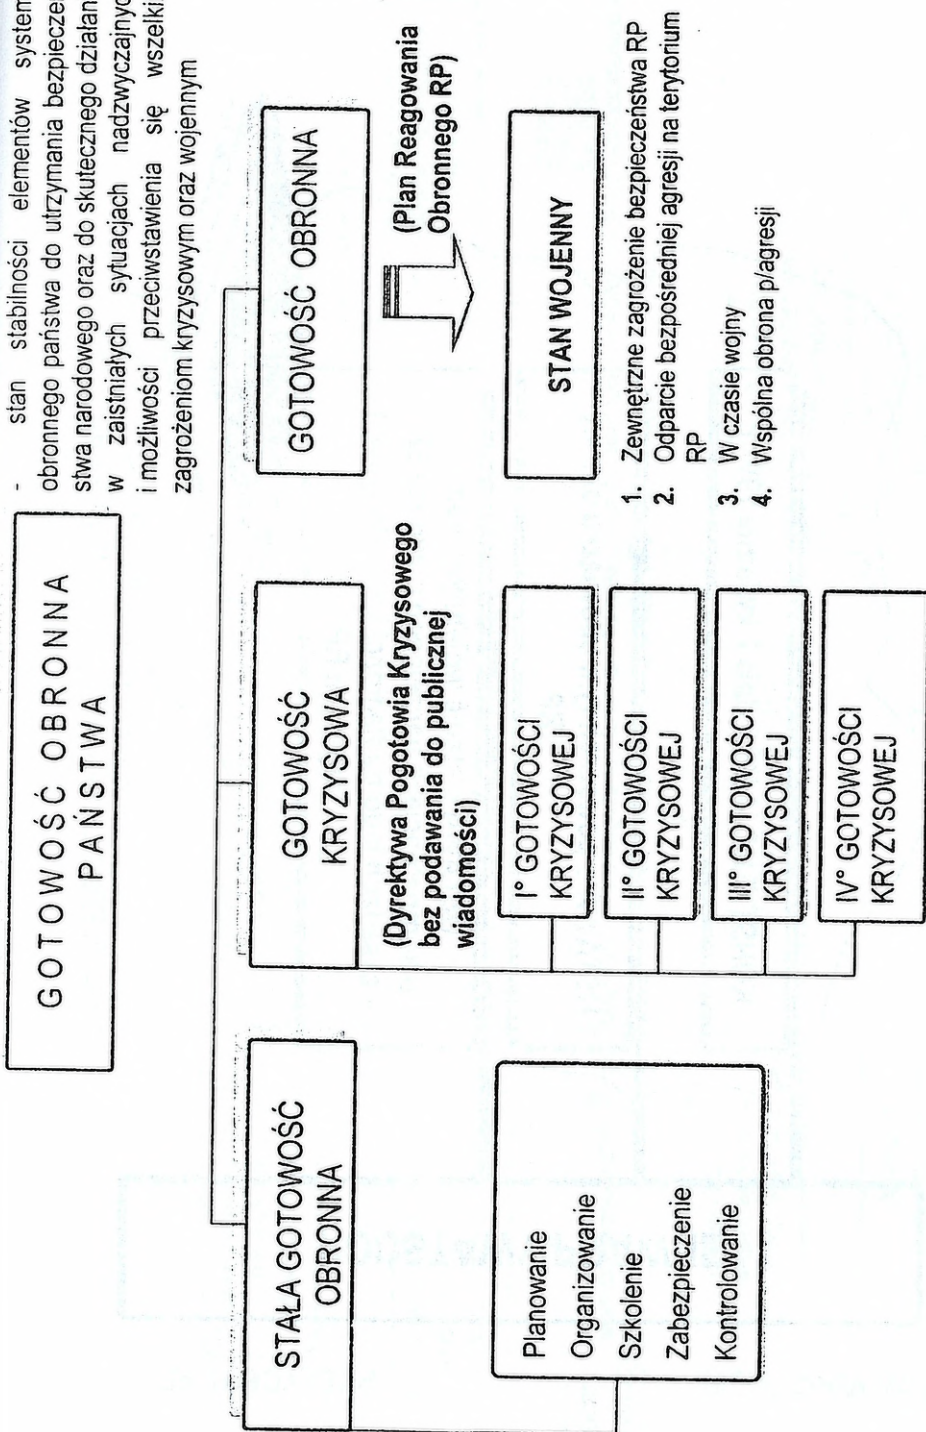 GOTOWOŚĆ OBRONNA
PAŃSTWA
- stan stabilności elementów system
obronnego państwa do utrzymania bezpiecze
stwa narodowego oraz do skutecznego działan
w zaistniałych sytuacjach nadzwyczajnyc
i możliwości przeciwstawienia się wszelki
zagrożeniom kryzysowym oraz wojennym
STAŁA GOTOWOŚĆ
OBRONNA
Planowanie
Organizowanie
Szkolenie
Zabezpieczenie
Kontrolowanie
GOTOWOŚĆ
KRYZYSOWA
(Dyrektywa Pogotowia Kryzysowego
bez podawania do publicznej
wiadomości)
I° GOTOWOŚCI
KRYZYSOWEJ
II° GOTOWOŚCI
KRYZYSOWEJ
III° GOTOWOŚCI
KRYZYSOWEJ
IV° GOTOWOŚCI
KRYZYSOWEJ
GOTOWOŚĆ OBRONNA
(Plan Reagowania
Obronnego RP)
STAN WOJENNY
1. Zewnętrzne zagrożenie bezpieczeństwa RP
2. Odparcie bezpośredniej agresji na terytorium
RP
3. W czasie wojny
4. Wspólna obrona p/agresji